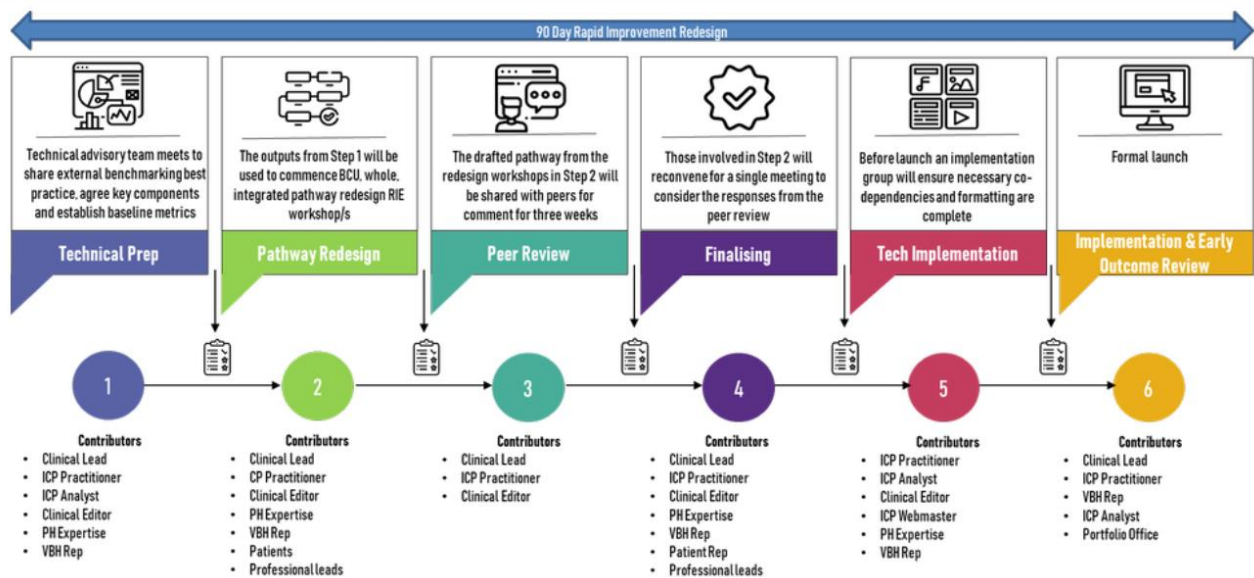 90 Day Rapid Improvement Redesign
Technical advisory team meets to
share external benchmarking best
practice, agree key components
and establish baseline metrics
Technical Prep
The outputs from Step 1 will be
used to commence BCU, whole,
integrated pathway redesign RIE
workshop/s
Pathway Redesign
The drafted pathway from the
redesign workshops in Step 2 will
be shared with peers for
comment for three weeks
Peer Review
Those involved in Step 2 will
reconvene for a single meeting to
consider the responses from the
peer review
Finalising
Before launch an implementation
group will ensure necessary co-
dependencies and formatting are
complete
Tech Implementation
Formal launch
Implementation & Early
Outcome Review
1
2
3
4
5
6
Contributors
• Clinical Lead
• ICP Practitioner
• ICP Analyst
• Clinical Editor
• PH Expertise
• VBH Rep
Contributors
• Clinical Lead
• CP Practitioner
• Clinical Editor
• PH Expertise
• VBH Rep
• Patients
• Professional leads
Contributors
• Clinical Lead
• ICP Practitioner
• Clinical Editor
Contributors
• Clinical Lead
• ICP Practitioner
• Clinical Editor
• PH Expertise
• VBH Rep
• Patient Rep
• Professional leads
Contributors
• ICP Practitioner
• ICP Analyst
• Clinical Editor
• ICP Webmaster
• PH Expertise
• VBH Rep
Contributors
• Clinical Lead
• ICP Practitioner
• VBH Rep
• ICP Analyst
• Portfolio Office